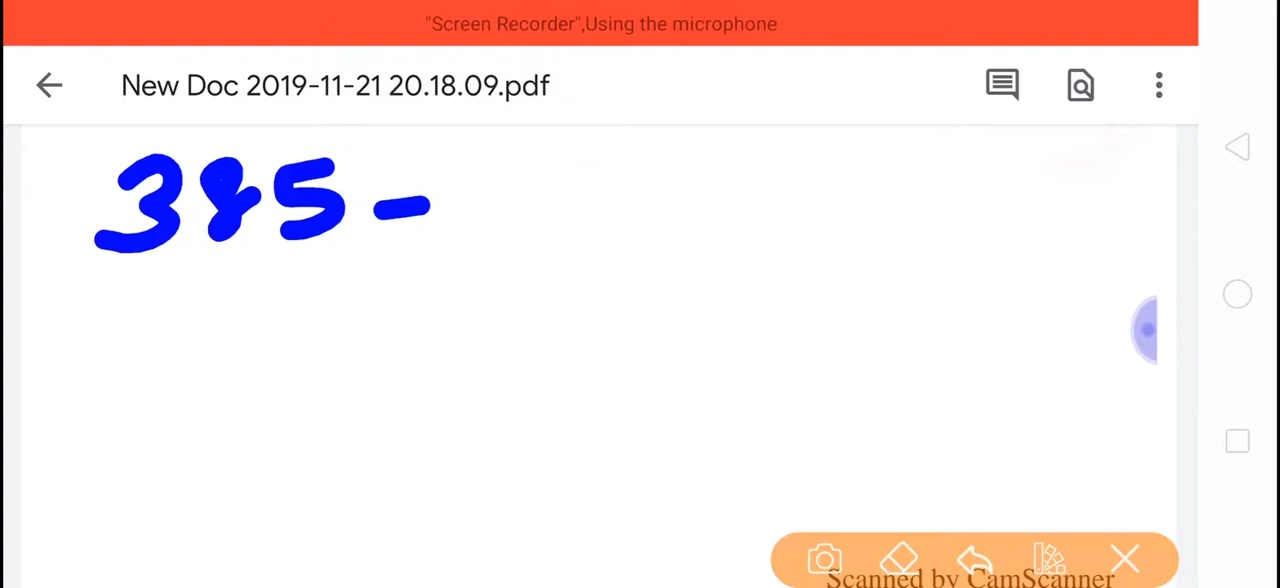 "Screen Recorder",Using the microphone
New Doc 2019-11-21 20.18.09.pdf
385 -
Scanned by CamScanner